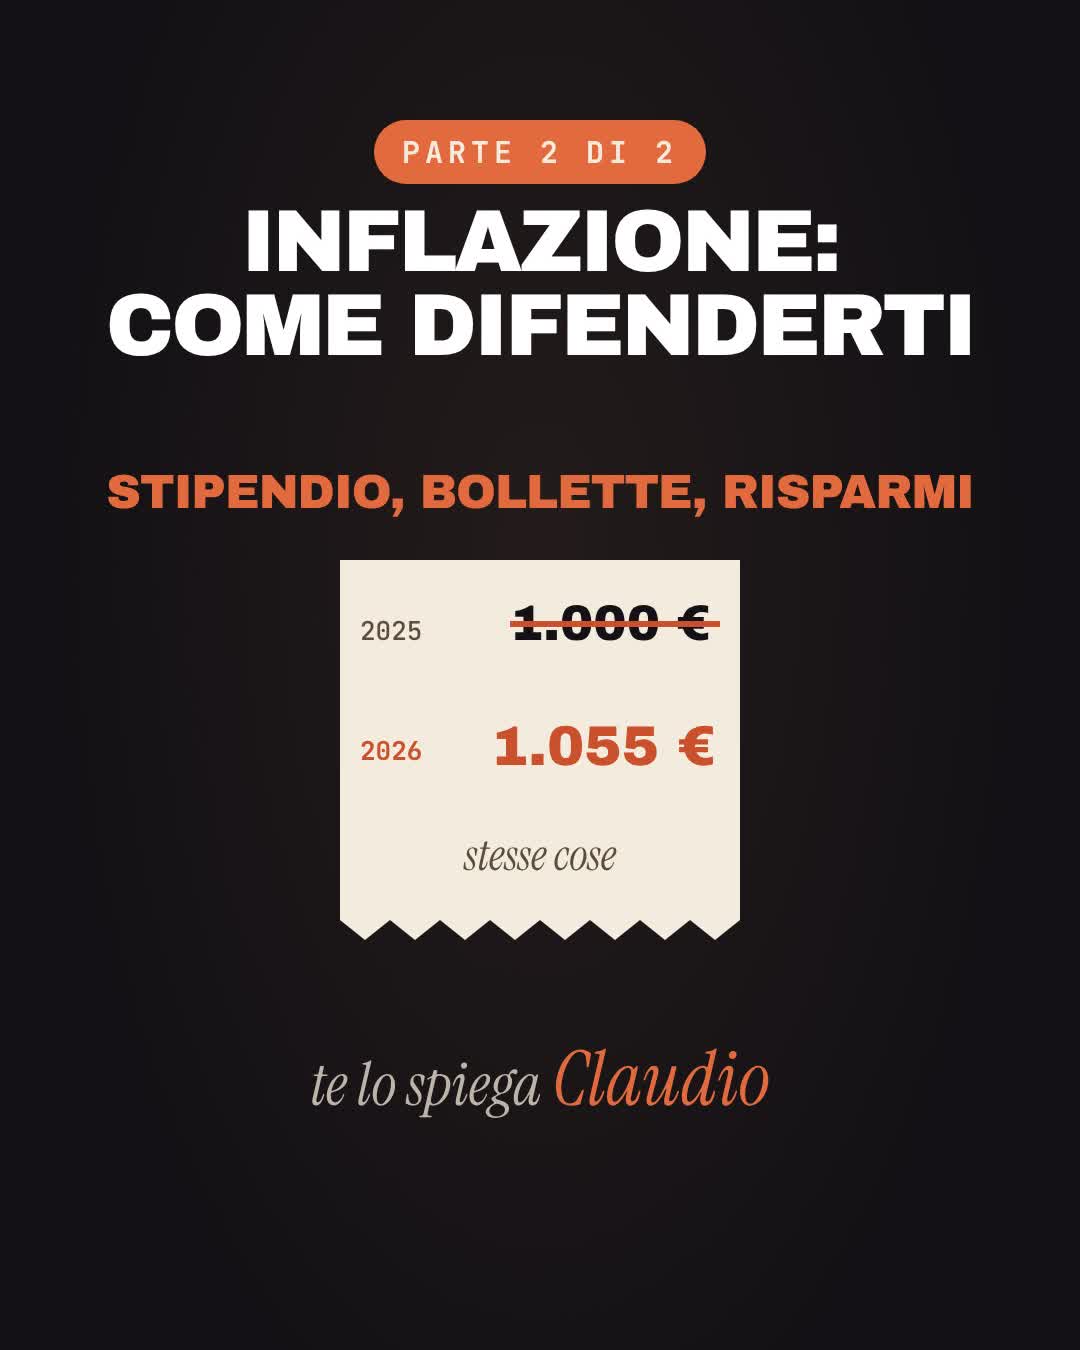 PARTE 2 DI 2
INFLAZIONE:
COME DIFENDERTI
STIPENDIO, BOLLETTE, RISPARMI
2025 1.000 €
2026 1.055 €
stesse cose
te lo spiega Claudio